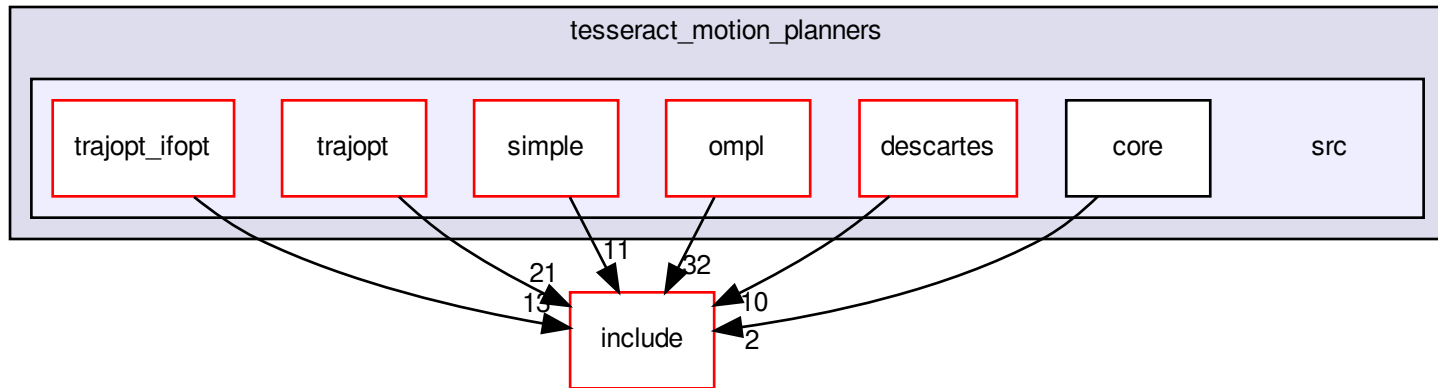 tesseract_motion_planners
trajopt_ifopt
trajopt
simple
ompl
descartes
core
src
11
32
21
13
10
2
include